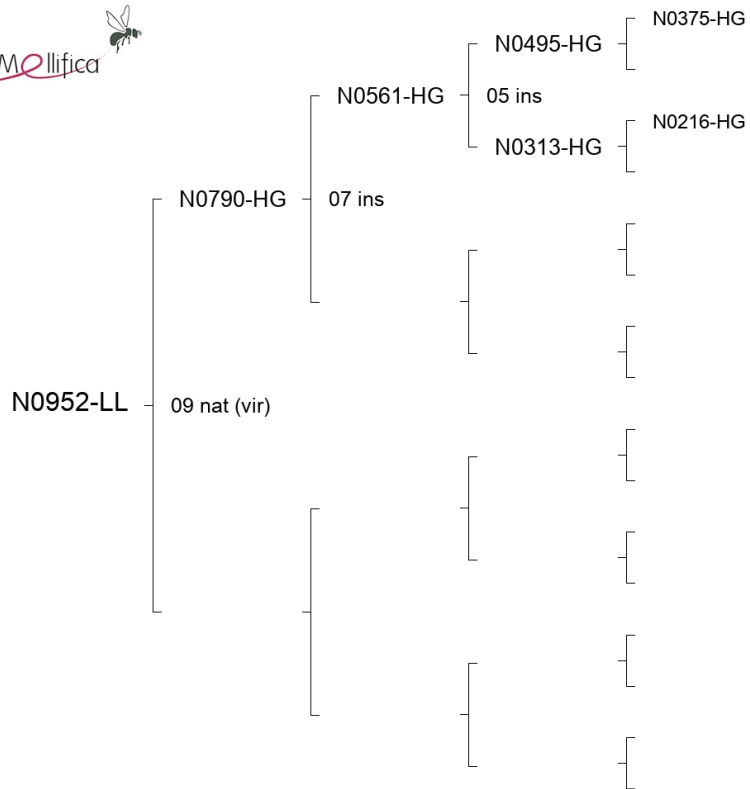 Mellifica
N0375-HG
N0495-HG
N0561-HG
05 ins
N0313-HG
N0216-HG
N0790-HG
07 ins
N0952-LL
09 nat (vir)